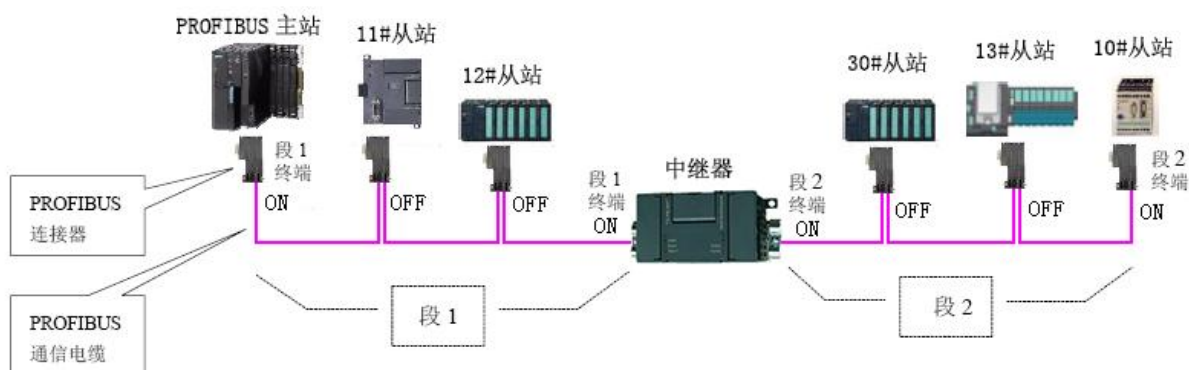 PROFIBUS 主站
11#从站
12#从站
30#从站
13#从站
10#从站
段 1
终端
ON
OFF
OFF
段 1
终端
ON
中继器
段 2
终端
ON
OFF
OFF
段 2
终端
ON
PROFIBUS
连接器
PROFIBUS
通信电缆
段 1
段 2